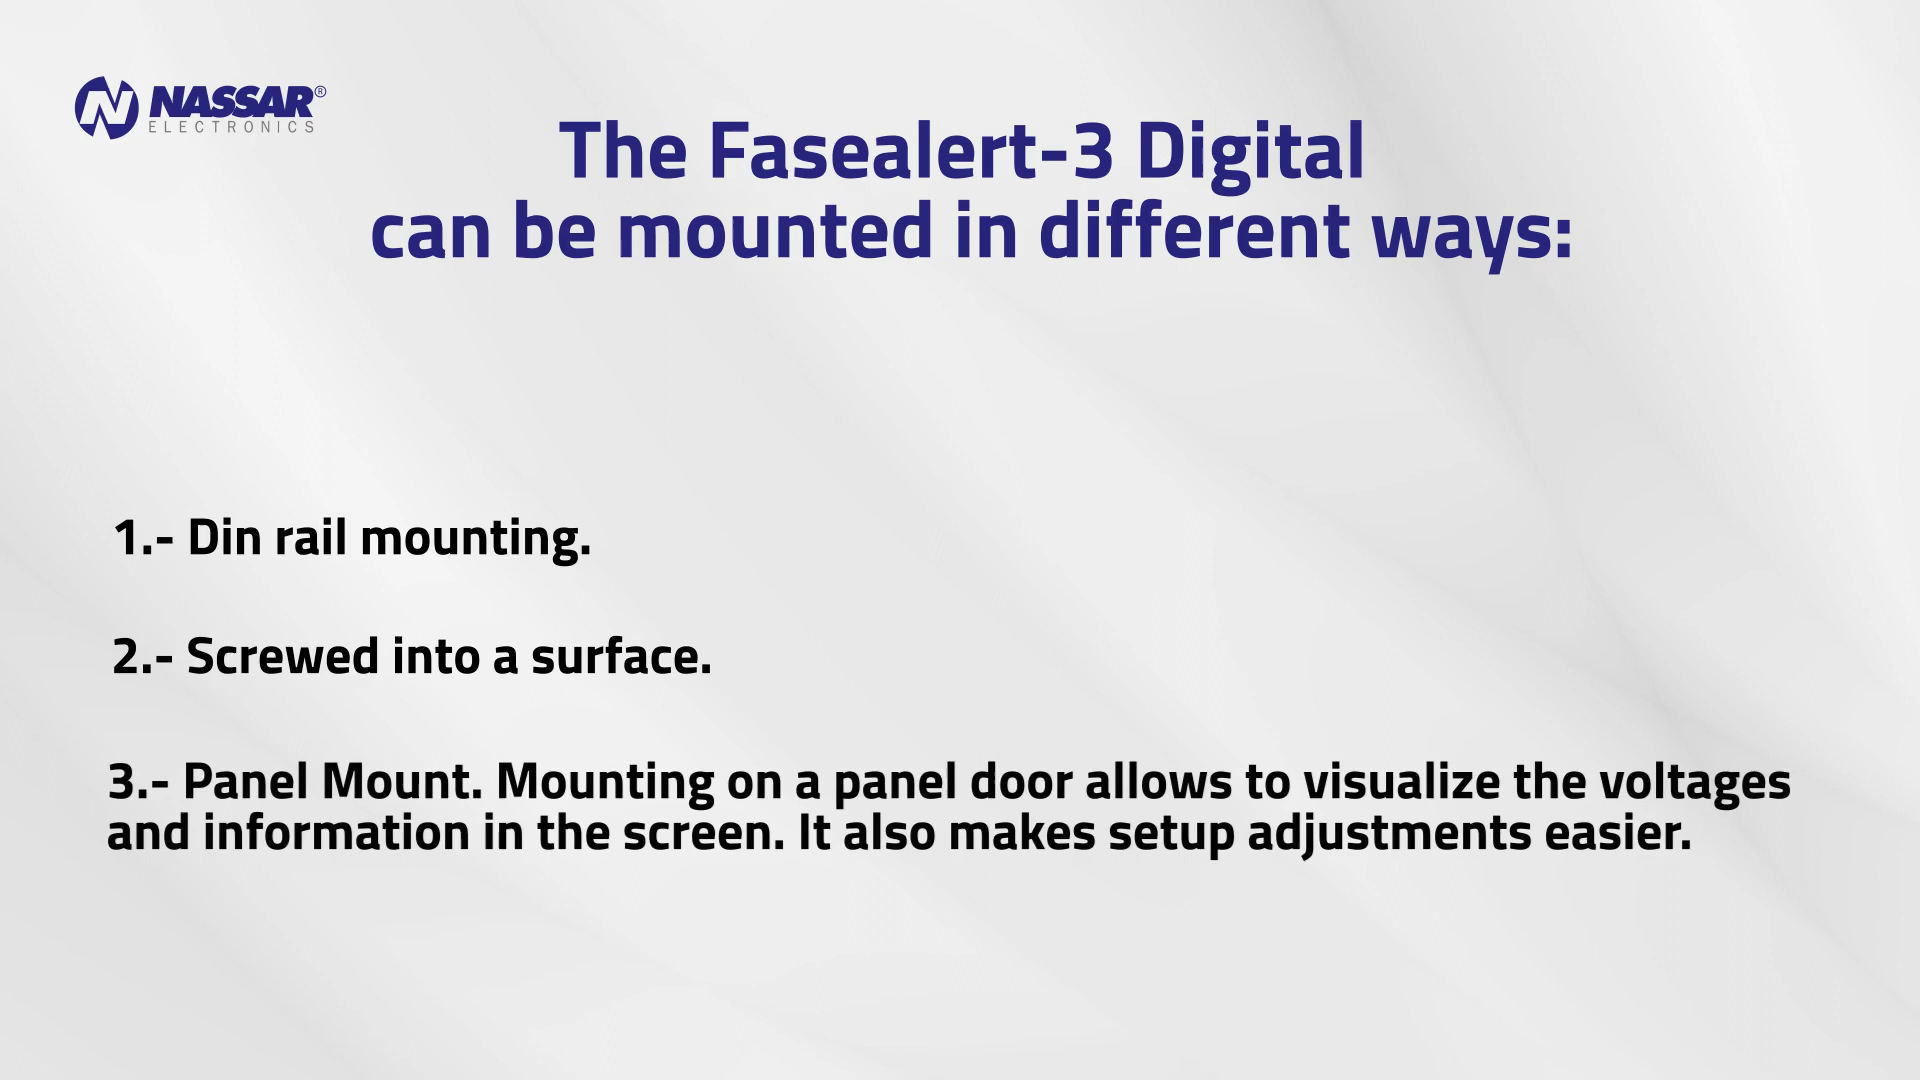 NASSAR®
ELECTRONICS
The Fasealert-3 Digital
can be mounted in different ways:
1.- Din rail mounting.
2.- Screwed into a surface.
3.- Panel Mount. Mounting on a panel door allows to visualize the voltages
and information in the screen. It also makes setup adjustments easier.